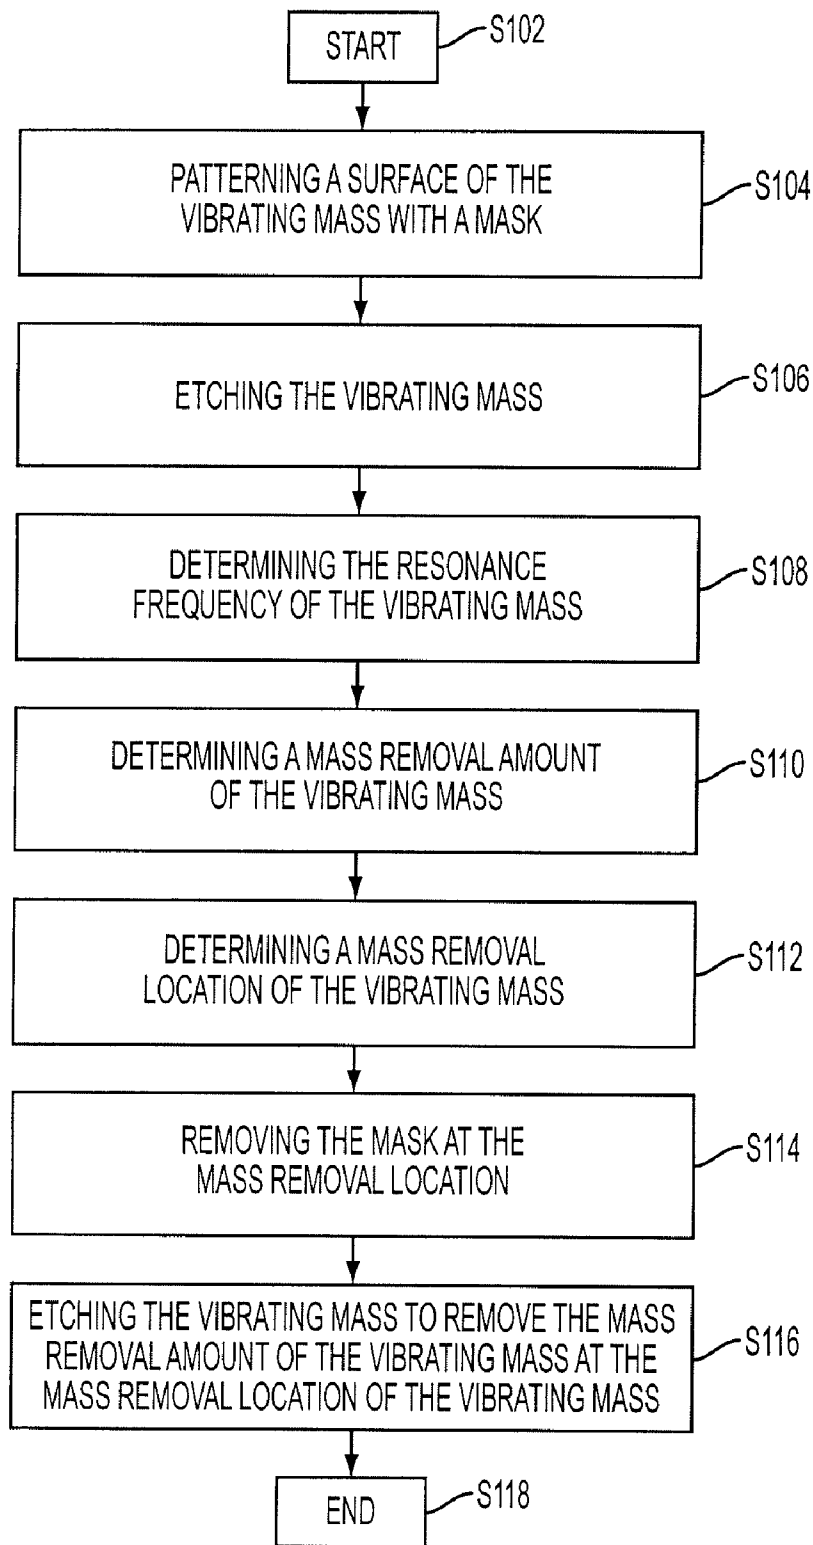 START
S102
PATTERNING A SURFACE OF THE
VIBRATING MASS WITH A MASK
S104
ETCHING THE VIBRATING MASS
S106
DETERMINING THE RESONANCE
FREQUENCY OF THE VIBRATING MASS
S108
DETERMINING A MASS REMOVAL AMOUNT
OF THE VIBRATING MASS
S110
DETERMINING A MASS REMOVAL
LOCATION OF THE VIBRATING MASS
S112
REMOVING THE MASK AT THE
MASS REMOVAL LOCATION
S114
ETCHING THE VIBRATING MASS TO REMOVE THE MASS
REMOVAL AMOUNT OF THE VIBRATING MASS AT THE
MASS REMOVAL LOCATION OF THE VIBRATING MASS
S116
END
S118